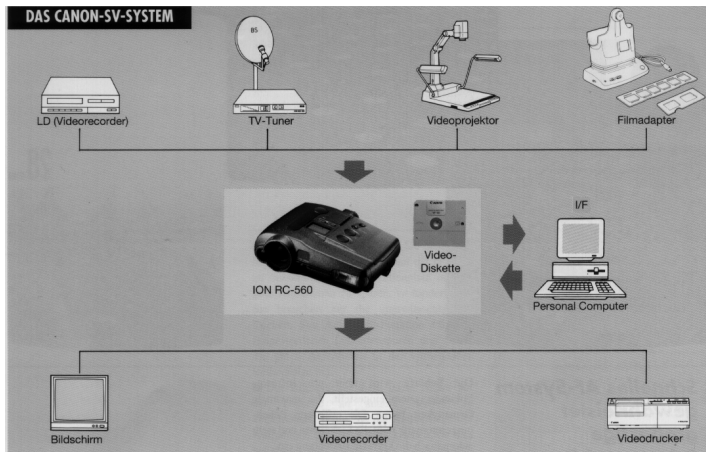 DAS CANON-SV-SYSTEM
BS
LD (Videorecorder)
TV-Tuner
Videoprojektor
Filmadapter
I/F
ION RC-560
Video-
Diskette
Personal Computer
Bildschirm
Videorecorder
Videodrucker